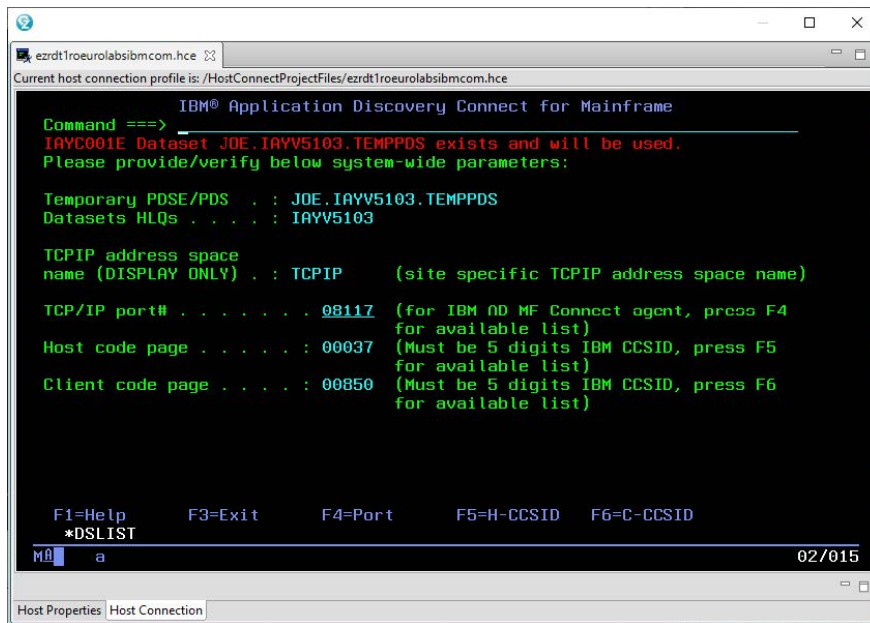 ezrdt1roeurolabsibmcom.hce
Current host connection profile is: /HostConnectProjectFiles/ezrdt1roeurolabsibmcom.hce
IBM® Application Discovery Connect for Mainframe
Command ===>
IAYC001E Dataset JOE.IAYV5103.TEMPPDS exists and will be used.
Please provide/verify below system-wide parameters:
Temporary PDSE/PDS . : JOE.IAYV5103.TEMPPDS
Datasets HLQs . . . . : IAYV5103
TCPIP address space
name (DISPLAY ONLY) . : TCPIP (site specific TCPIP address space name)
TCP/IP port# . . . . . . . 08117 (for IBM AD MF Connect agent, press F4
for available list)
Host code page . . . . . : 00037 (Must be 5 digits IBM CCSID, press F5
for available list)
Client code page . . . . : 00850 (Must be 5 digits IBM CCSID, press F6
for available list)
F1=Help F3=Exit F4=Port F5=H-CCSID F6=C-CCSID
*DSLIST
MA a 02/015
Host Properties Host Connection